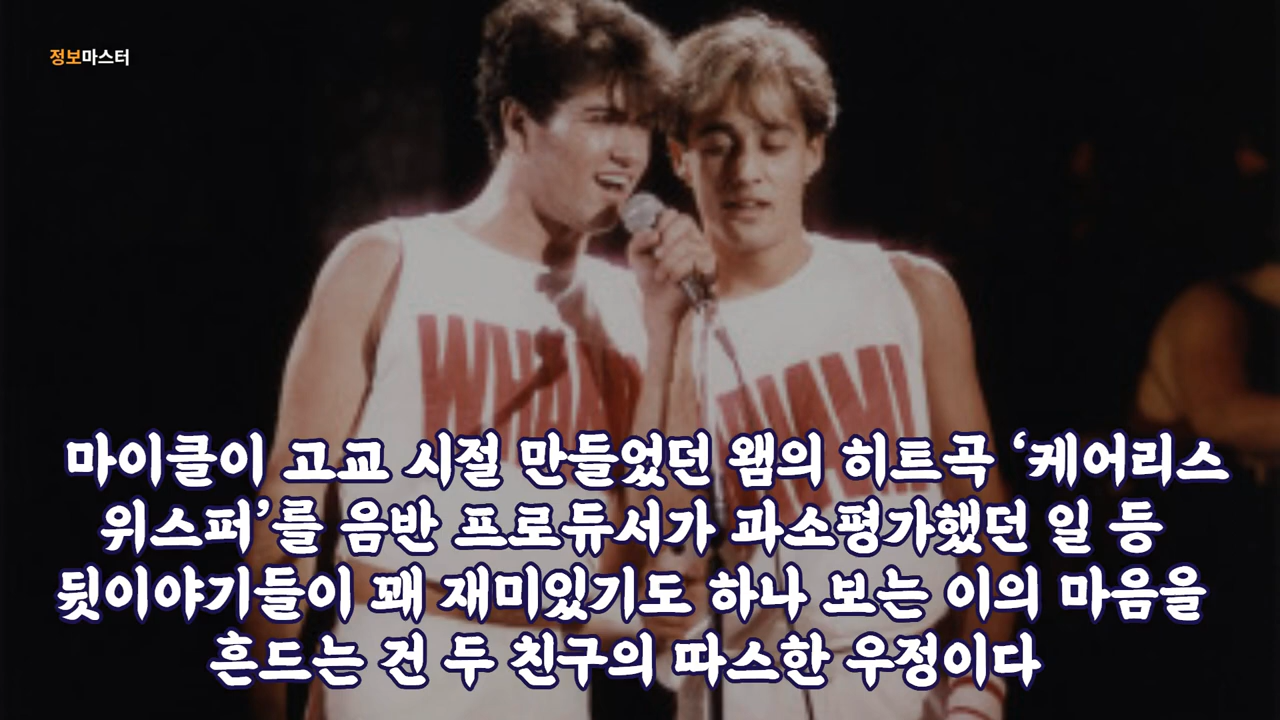 정보마스터
WHAM!
WHAM!
마이클이 고교 시절 만들었던 왬의 히트곡 ‘케어리스
위스퍼’를 음반 프로듀서가 과소평가했던 일 등
뒷이야기들이 꽤 재미있기도 하나 보는 이의 마음을
흔드는 건 두 친구의 따스한 우정이다